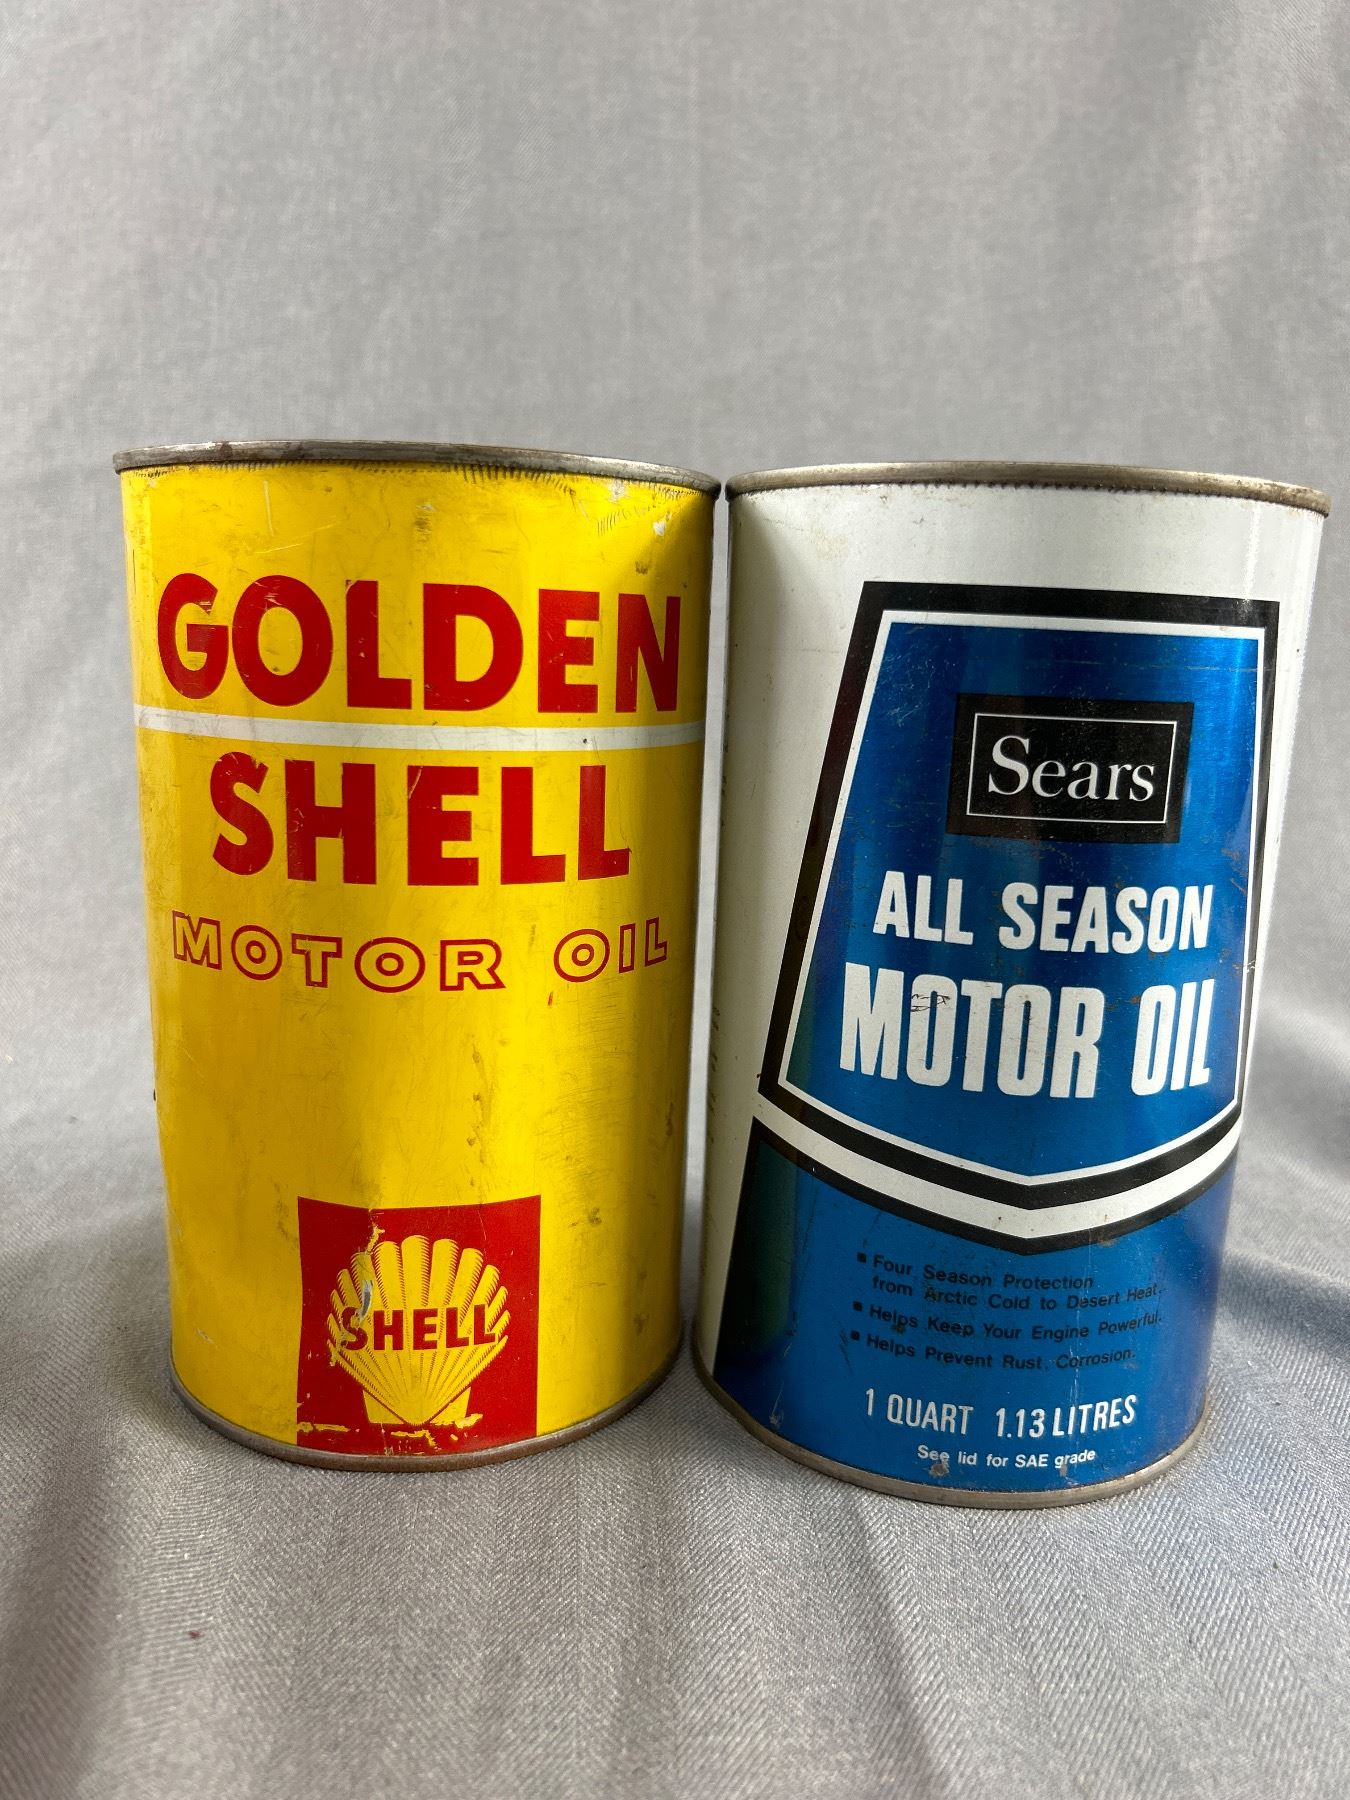 GOLDEN
SHELL
MOTOR OIL
SHELL
Sears
ALL SEASON
MOTOR OIL
▪ Four Season Protection
from Arctic Cold to Desert Heat.
▪ Helps Keep Your Engine Powerful.
▪ Helps Prevent Rust, Corrosion.
1 QUART 1.13 LITRES
See lid for SAE grade